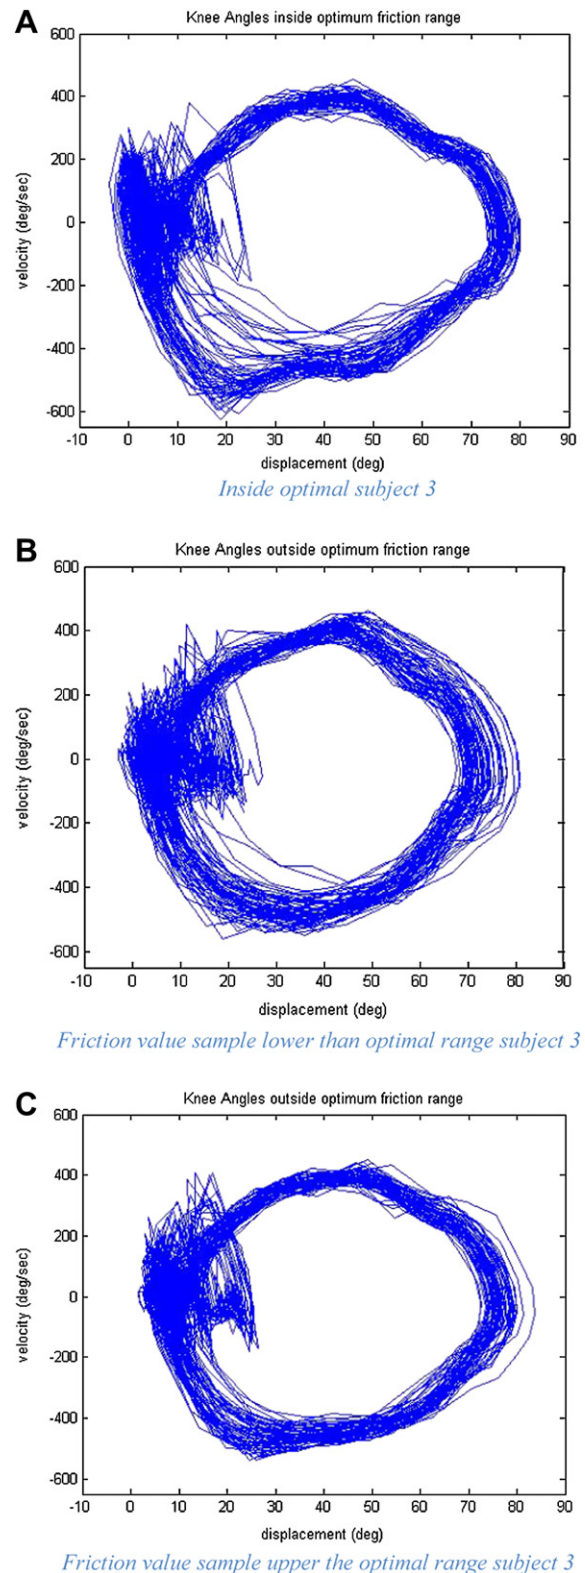 A
Knee Angles inside optimum friction range
600
400
200
0
-200
-400
-600
velocity (deg/sec)
-10 0 10 20 30 40 50 60 70 80 90
displacement (deg)
Inside optimal subject 3
B
Knee Angles outside optimum friction range
600
400
200
0
-200
-400
-600
velocity (deg/sec)
-10 0 10 20 30 40 50 60 70 80 90
displacement (deg)
Friction value sample lower than optimal range subject 3
C
Knee Angles outside optimum friction range
600
400
200
0
-200
-400
-600
velocity (deg/sec)
-10 0 10 20 30 40 50 60 70 80 90
displacement (deg)
Friction value sample upper the optimal range subject 3